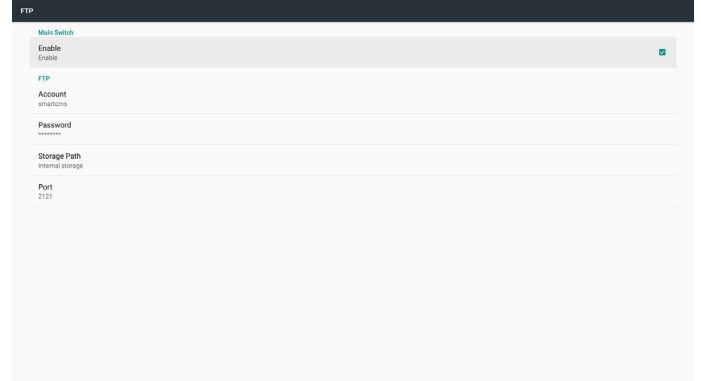 FTP
Main Switch
Enable
Enable
FTP
Account
smartcms
Password
********
Storage Path
Internal storage
Port
2121